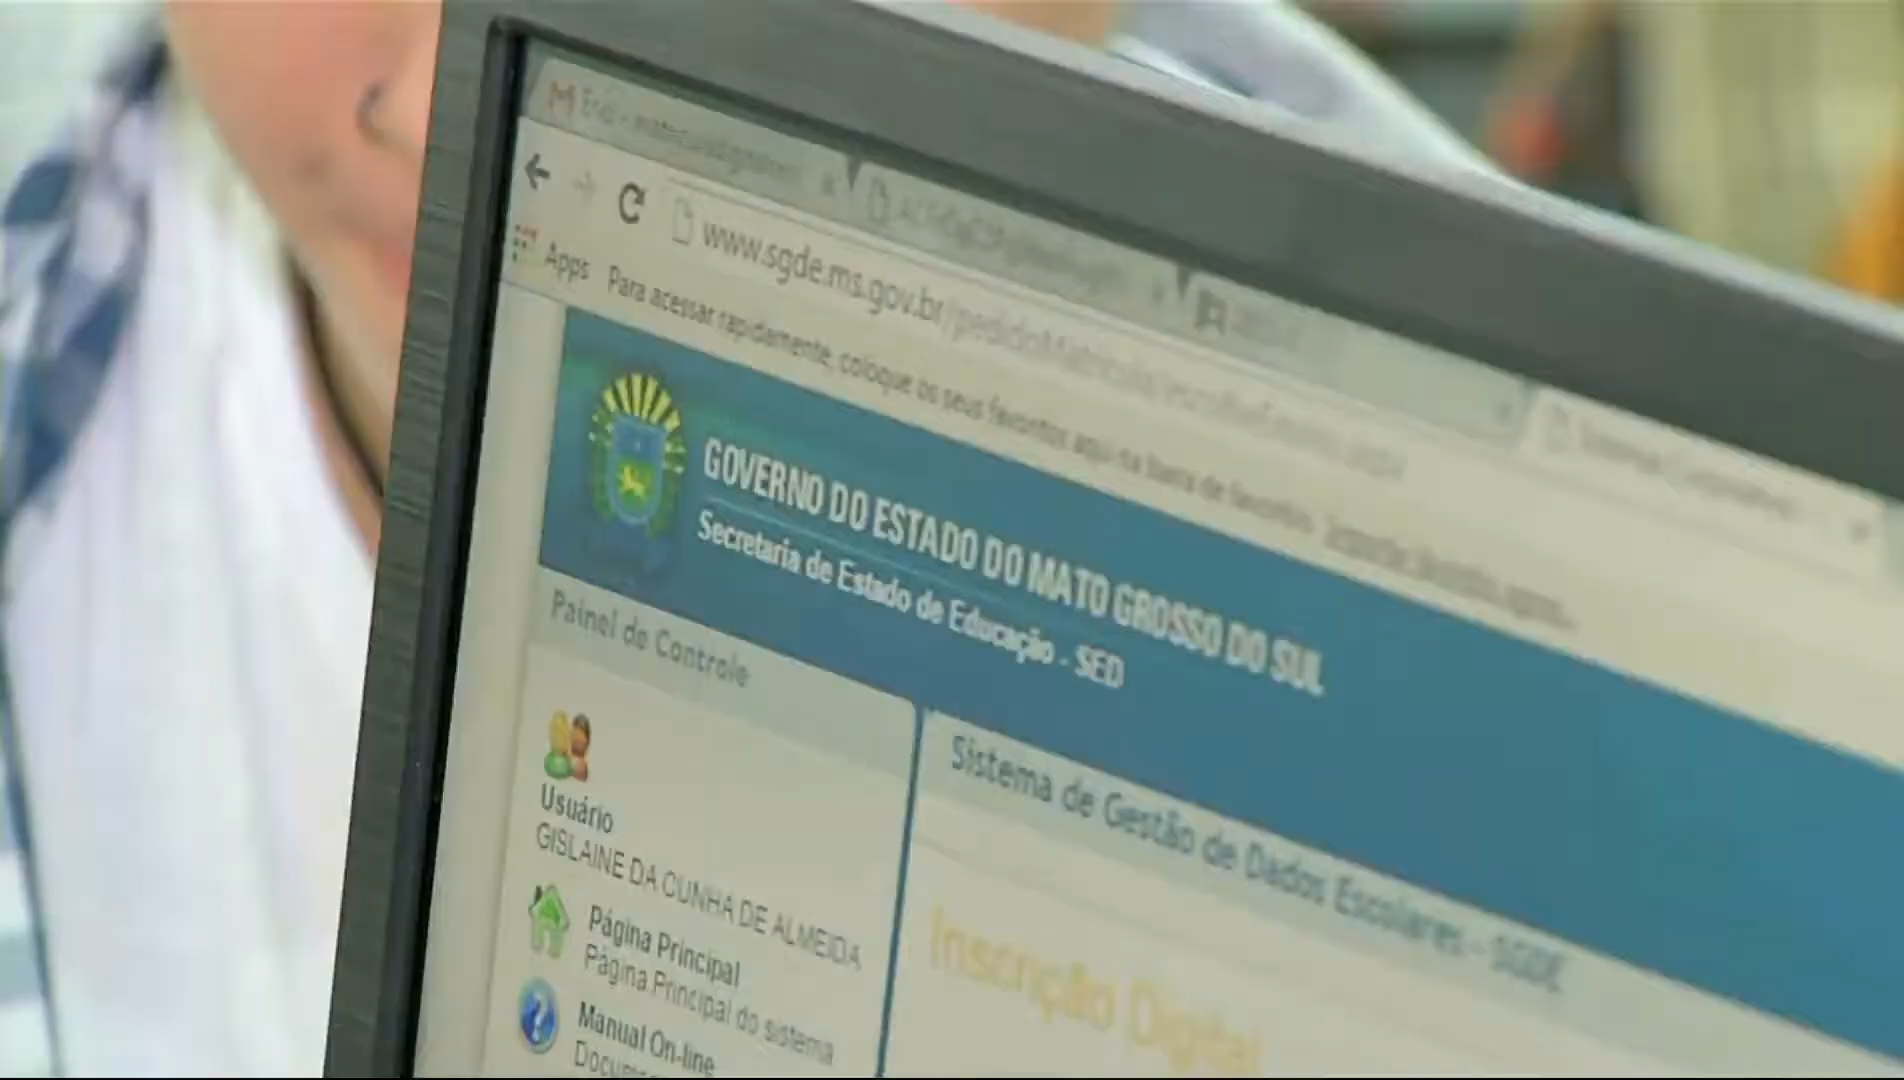 www.sgde.ms.gov.br/pedidoMatricula/
Apps Para acessar rapidamente, coloque os seus favoritos aqui na barra de favoritos.
GOVERNO DO ESTADO DO MATO GROSSO DO SUL
Secretaria de Estado de Educação - SED
Painel de Controle
Sistema de Gestão de Dados Escolares - SGDE
Usuário
GISLAINE DA CUNHA DE ALMEIDA
Inscrição Digital
Página Principal
Página Principal do sistema
Manual On-line